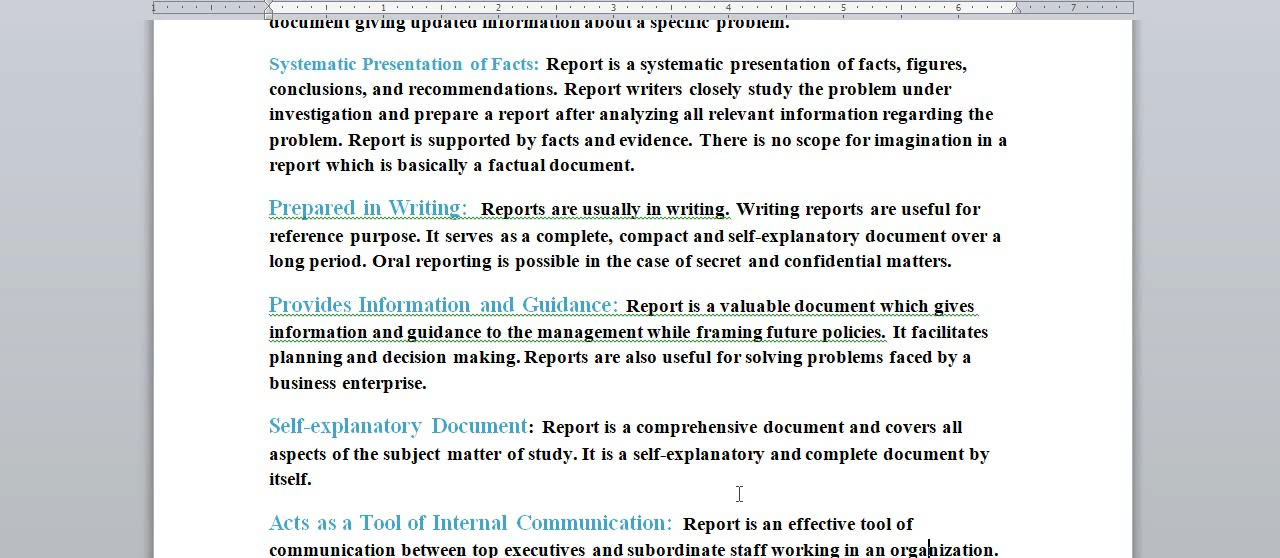 1 1 2 3 4 5 6 7
document giving updated information about a specific problem.
Systematic Presentation of Facts: Report is a systematic presentation of facts, figures,
conclusions, and recommendations. Report writers closely study the problem under
investigation and prepare a report after analyzing all relevant information regarding the
problem. Report is supported by facts and evidence. There is no scope for imagination in a
report which is basically a factual document.
Prepared in Writing: Reports are usually in writing. Writing reports are useful for
reference purpose. It serves as a complete, compact and self-explanatory document over a
long period. Oral reporting is possible in the case of secret and confidential matters.
Provides Information and Guidance: Report is a valuable document which gives
information and guidance to the management while framing future policies. It facilitates
planning and decision making. Reports are also useful for solving problems faced by a
business enterprise.
Self-explanatory Document: Report is a comprehensive document and covers all
aspects of the subject matter of study. It is a self-explanatory and complete document by
itself.
Acts as a Tool of Internal Communication: Report is an effective tool of
communication between top executives and subordinate staff working in an organization.